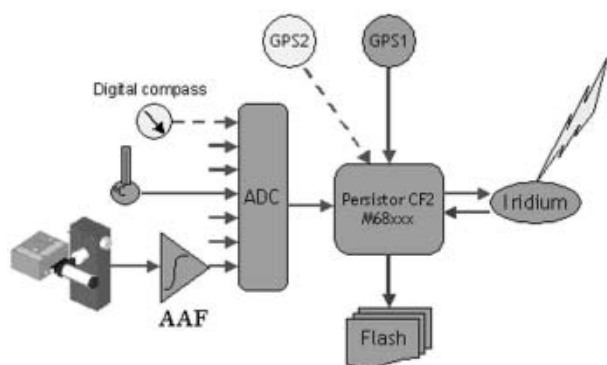 GPS2
GPS1
Digital compass
ADC
Persistor CF2
M68xxx
Iridium
AAF
Flash